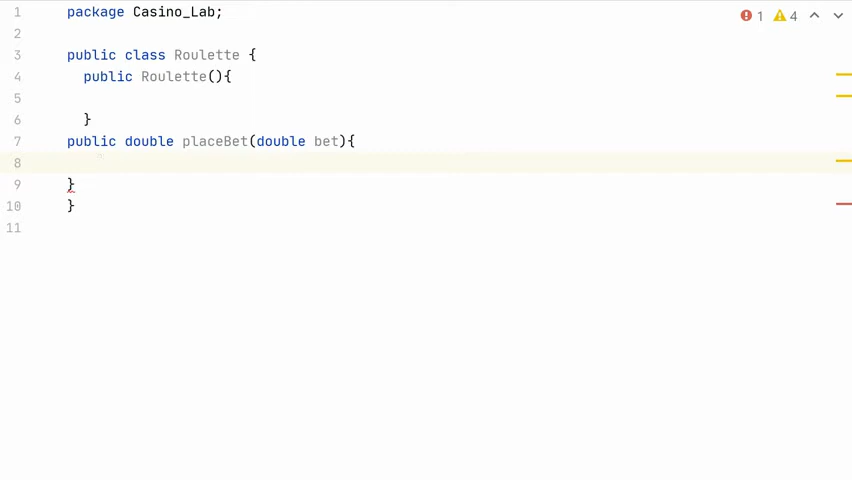 1 package Casino_Lab;
1 4
2
3 public class Roulette {
4 public Roulette(){
5
6 }
7 public double placeBet(double bet){
8
9 }
10 }
11